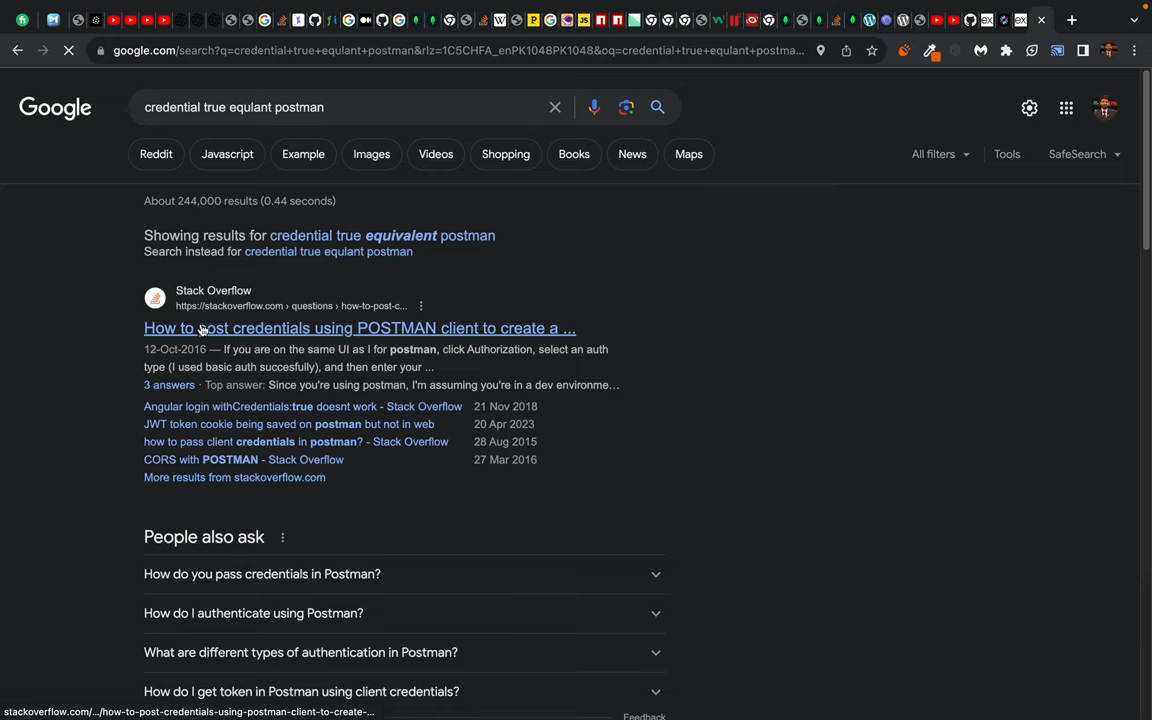 google.com/search?q=credential+true+equlant+postman&rlz=1C5CHFA_enPK1048PK1048&oq=credential+true+equlant+postma...
Google
credential true equlant postman
Reddit
Javascript
Example
Images
Videos
Shopping
Books
News
Maps
All filters
Tools
SafeSearch
About 244,000 results (0.44 seconds)
Showing results for credential true equivalent postman
Search instead for credential true equlant postman
Stack Overflow
https://stackoverflow.com › questions › how-to-post-c...
How to post credentials using POSTMAN client to create a ...
12-Oct-2016 — If you are on the same UI as I for postman, click Authorization, select an auth
type (I used basic auth succesfully), and then enter your ...
3 answers · Top answer: Since you're using postman, I'm assuming you're in a dev environme...
Angular login withCredentials:true doesnt work - Stack Overflow 21 Nov 2018
JWT token cookie being saved on postman but not in web 20 Apr 2023
how to pass client credentials in postman? - Stack Overflow 28 Aug 2015
CORS with POSTMAN - Stack Overflow 27 Mar 2016
More results from stackoverflow.com
People also ask
How do you pass credentials in Postman?
How do I authenticate using Postman?
What are different types of authentication in Postman?
How do I get token in Postman using client credentials?
Feedback
stackoverflow.com/.../how-to-post-credentials-using-postman-client-to-create-...